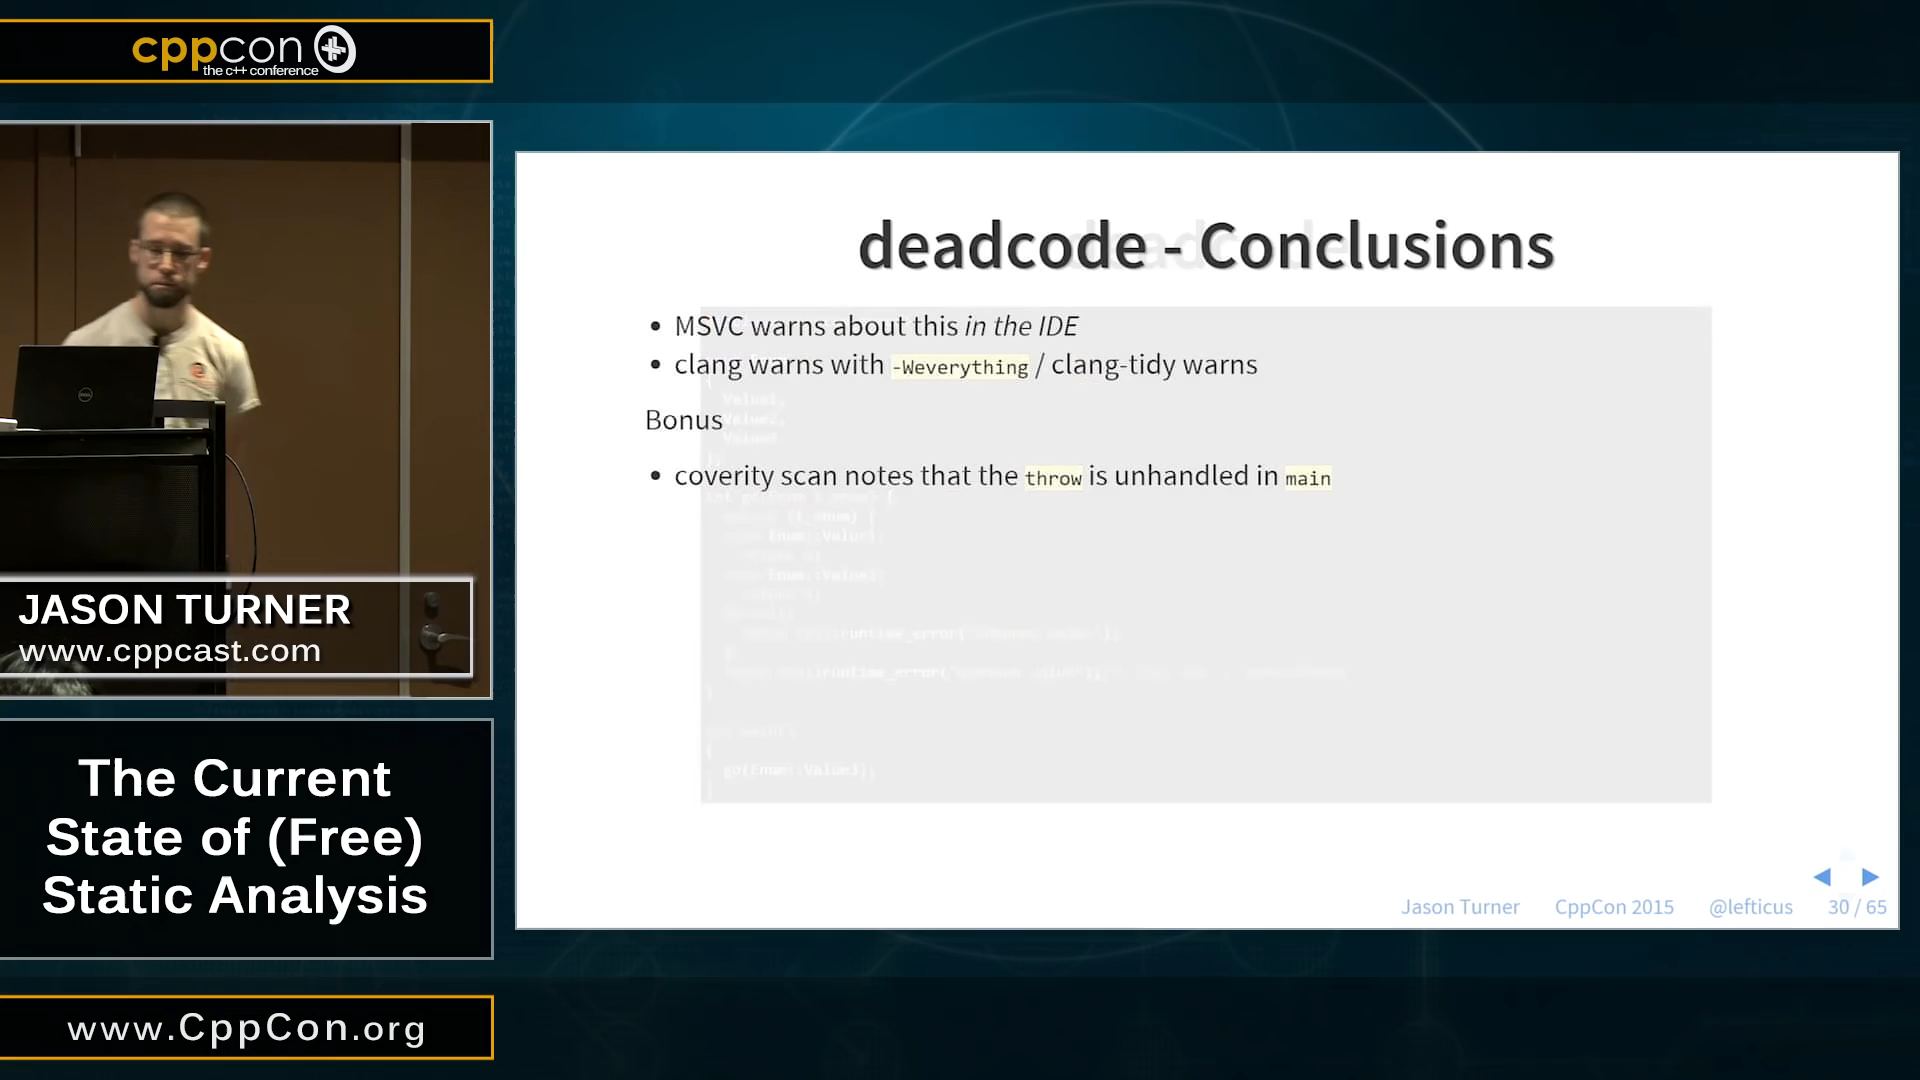 cppcon
the c++ conference
JASON TURNER
www.cppcast.com
The Current
State of (Free)
Static Analysis
www.CppCon.org
deadcode - Conclusions
• MSVC warns about this in the IDE
• clang warns with -Weverything / clang-tidy warns
Bonus
• coverity scan notes that the throw is unhandled in main
Jason Turner CppCon 2015 @lefticus 30 / 65